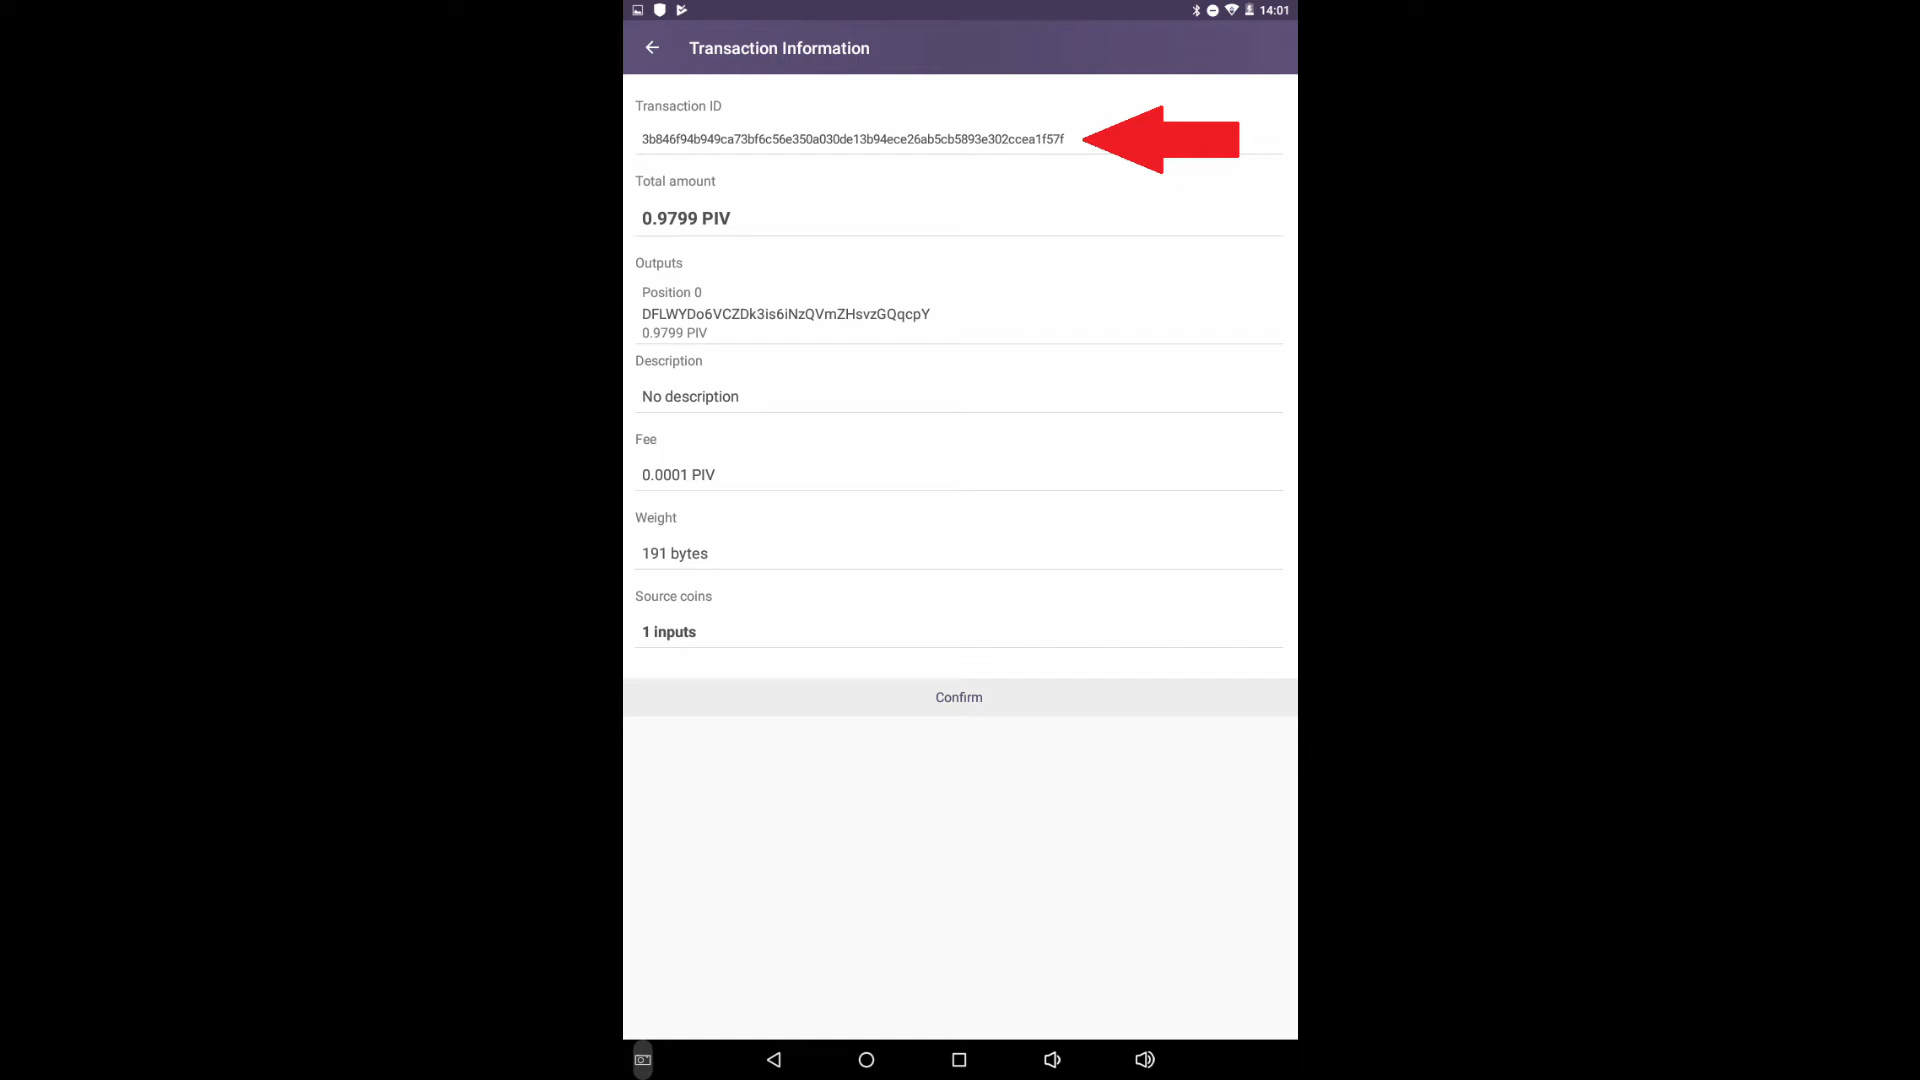 14:01
Transaction Information
Transaction ID
3b846f94b949ca73bf6c56e350a030de13b94ece26ab5cb5893e302ccea1f57f
Total amount
0.9799 PIV
Outputs
Position 0
DFLWYDo6VCZDk3is6iNzQVmZHsvzGQqcpY
0.9799 PIV
Description
No description
Fee
0.0001 PIV
Weight
191 bytes
Source coins
1 inputs
Confirm